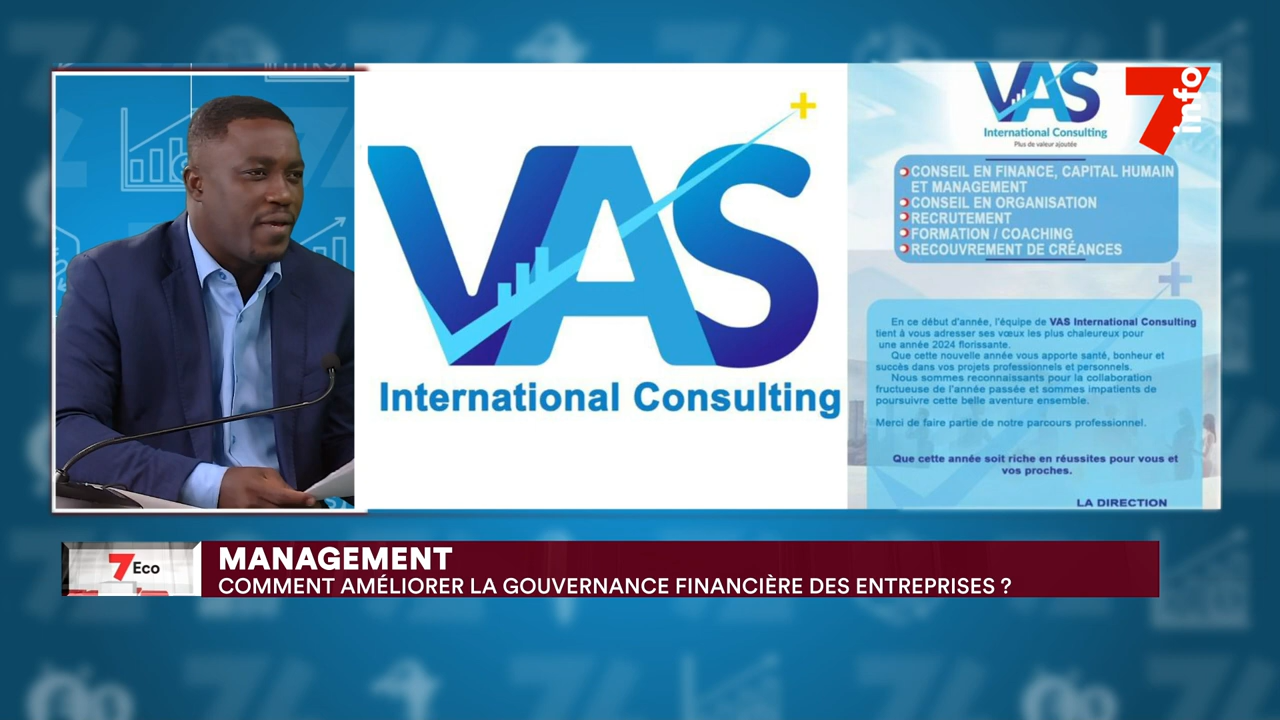 VAS
International Consulting
VAS
International Consulting
Plus de valeur ajoutée
CONSEIL EN FINANCE, CAPITAL HUMAIN
ET MANAGEMENT
CONSEIL EN ORGANISATION
RECRUTEMENT
FORMATION / COACHING
RECOUVREMENT DE CRÉANCES
En ce début d'année, l'équipe de VAS International Consulting
tient à vous adresser ses vœux les plus chaleureux pour
une année 2024 florissante.
Que cette nouvelle année vous apporte santé, bonheur et
succès dans vos projets professionnels et personnels.
Nous sommes reconnaissants pour la collaboration
fructueuse de l'année passée et sommes impatients de
poursuivre cette belle aventure ensemble.
Merci de faire partie de notre parcours professionnel.
Que cette année soit riche en réussites pour vous et
vos proches.
LA DIRECTION
7 info
7 Eco
MANAGEMENT
COMMENT AMÉLIORER LA GOUVERNANCE FINANCIÈRE DES ENTREPRISES ?